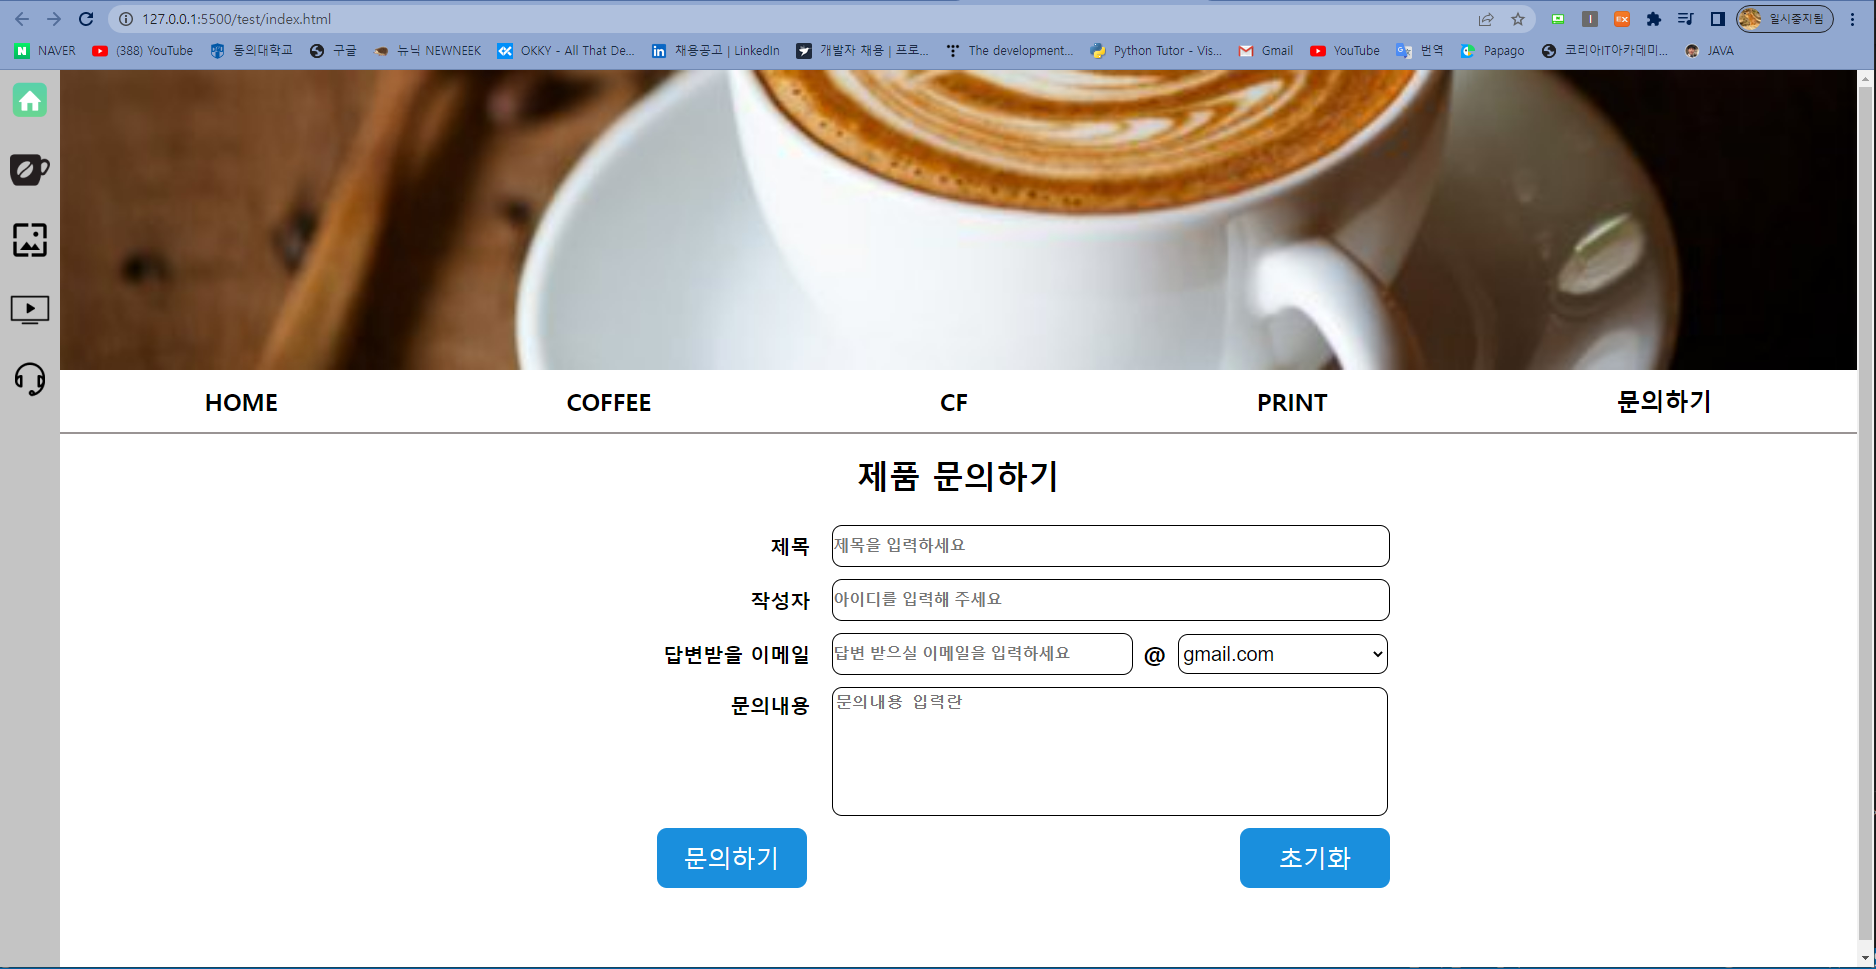 127.0.0.1:5500/test/index.html
일시중지됨
NAVER (388) YouTube 동의대학교 구글 뉴닉 NEWNEEK OKKY - All That De... 채용공고 | LinkedIn 개발자 채용 | 프로... The development... Python Tutor - Vis... Gmail YouTube 번역 Papago 코리아IT아카데미... JAVA
HOME COFFEE CF PRINT 문의하기
제품 문의하기
제목 제목을 입력하세요
작성자 아이디를 입력해 주세요
답변받을 이메일 답변 받으실 이메일을 입력하세요 @ gmail.com
문의내용 문의내용 입력란
문의하기 초기화